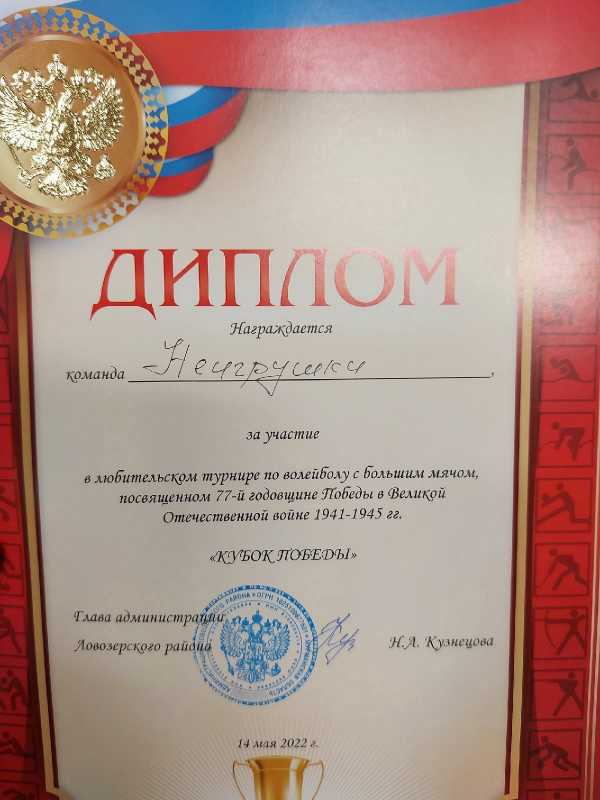 ДИПЛОМ
Награждается
команда Неигрушки,
за участие
в любительском турнире по волейболу с большим мячом,
посвященном 77-й годовщине Победы в Великой
Отечественной войне 1941-1945 гг.
«КУБОК ПОБЕДЫ»
Глава администрации
Ловозерского района Н.А. Кузнецова
14 мая 2022 г.